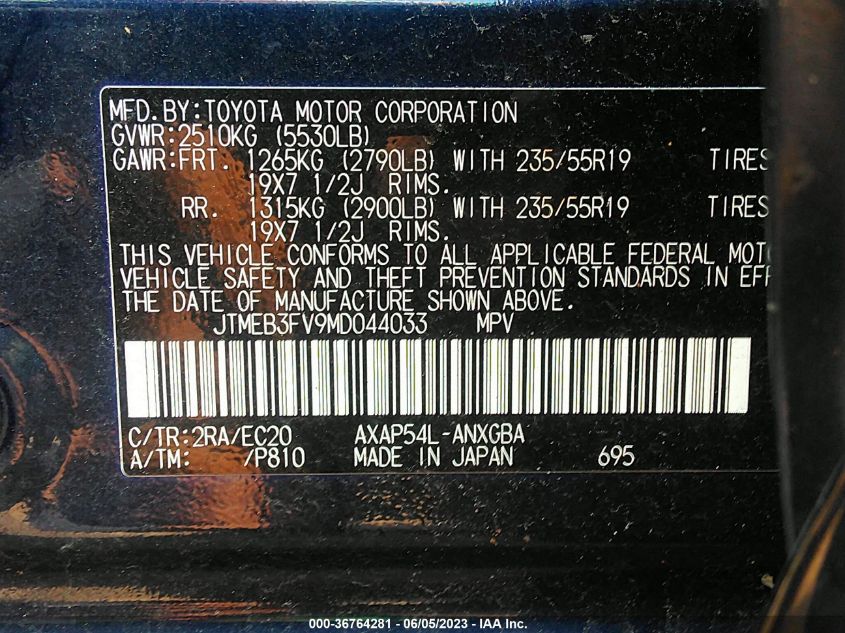 MFD.BY:TOYOTA MOTOR CORPORATION
GVWR:2510KG (5530LB)
GAWR:FRT. 1265KG (2790LB) WITH 235/55R19 TIRES
19X7 1/2J RIMS.
RR. 1315KG (2900LB) WITH 235/55R19 TIRES
19X7 1/2J RIMS.
THIS VEHICLE CONFORMS TO ALL APPLICABLE FEDERAL MOT
VEHICLE SAFETY AND THEFT PREVENTION STANDARDS IN EFF
THE DATE OF MANUFACTURE SHOWN ABOVE.
JTMEB3FV9MD044033 MPV
C/TR:2RA/EC20 AXAP54L-ANXGBA
A/TM: /P810 MADE IN JAPAN 695
000-36764281 - 06/05/2023 - IAA Inc.